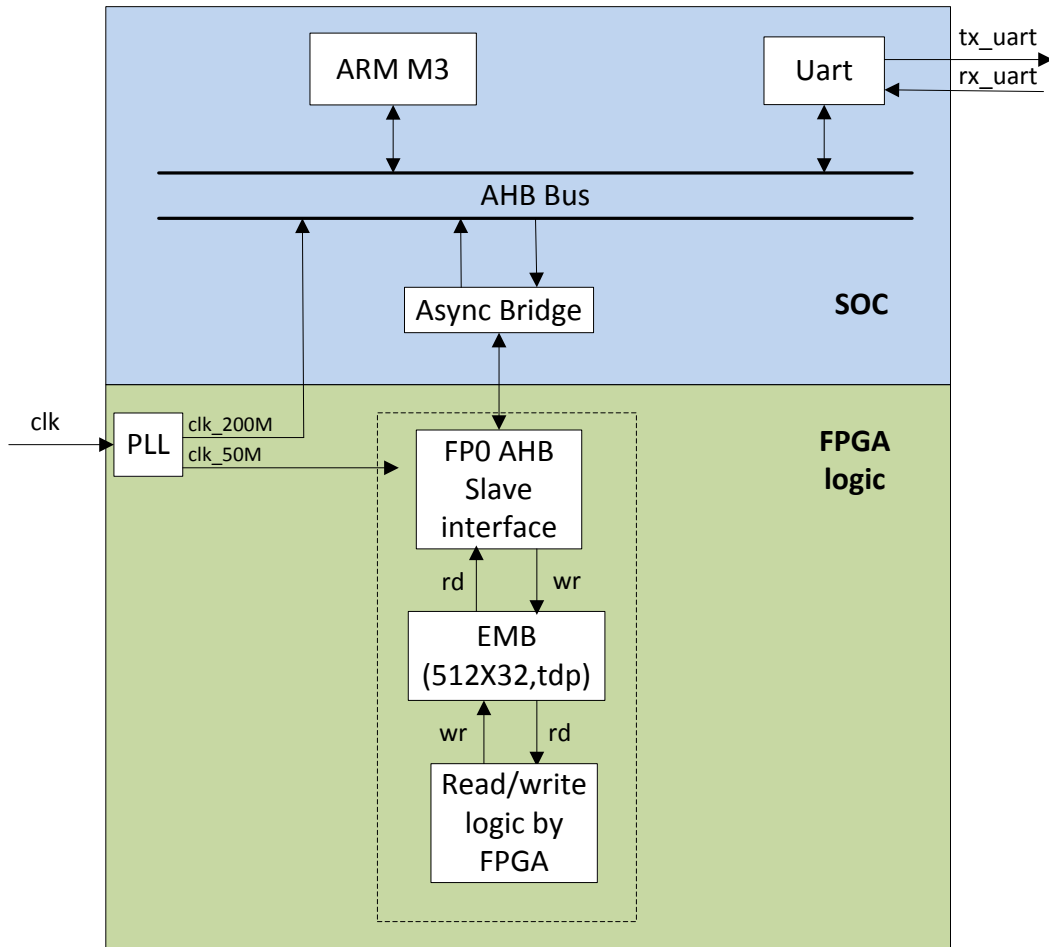 ARM M3
Uart
tx_uart
rx_uart
AHB Bus
Async Bridge
SOC
clk
PLL
clk_200M
clk_50M
FP0 AHB
Slave
interface
FPGA
logic
rd
wr
EMB
(512X32,tdp)
wr
rd
Read/write
logic by
FPGA